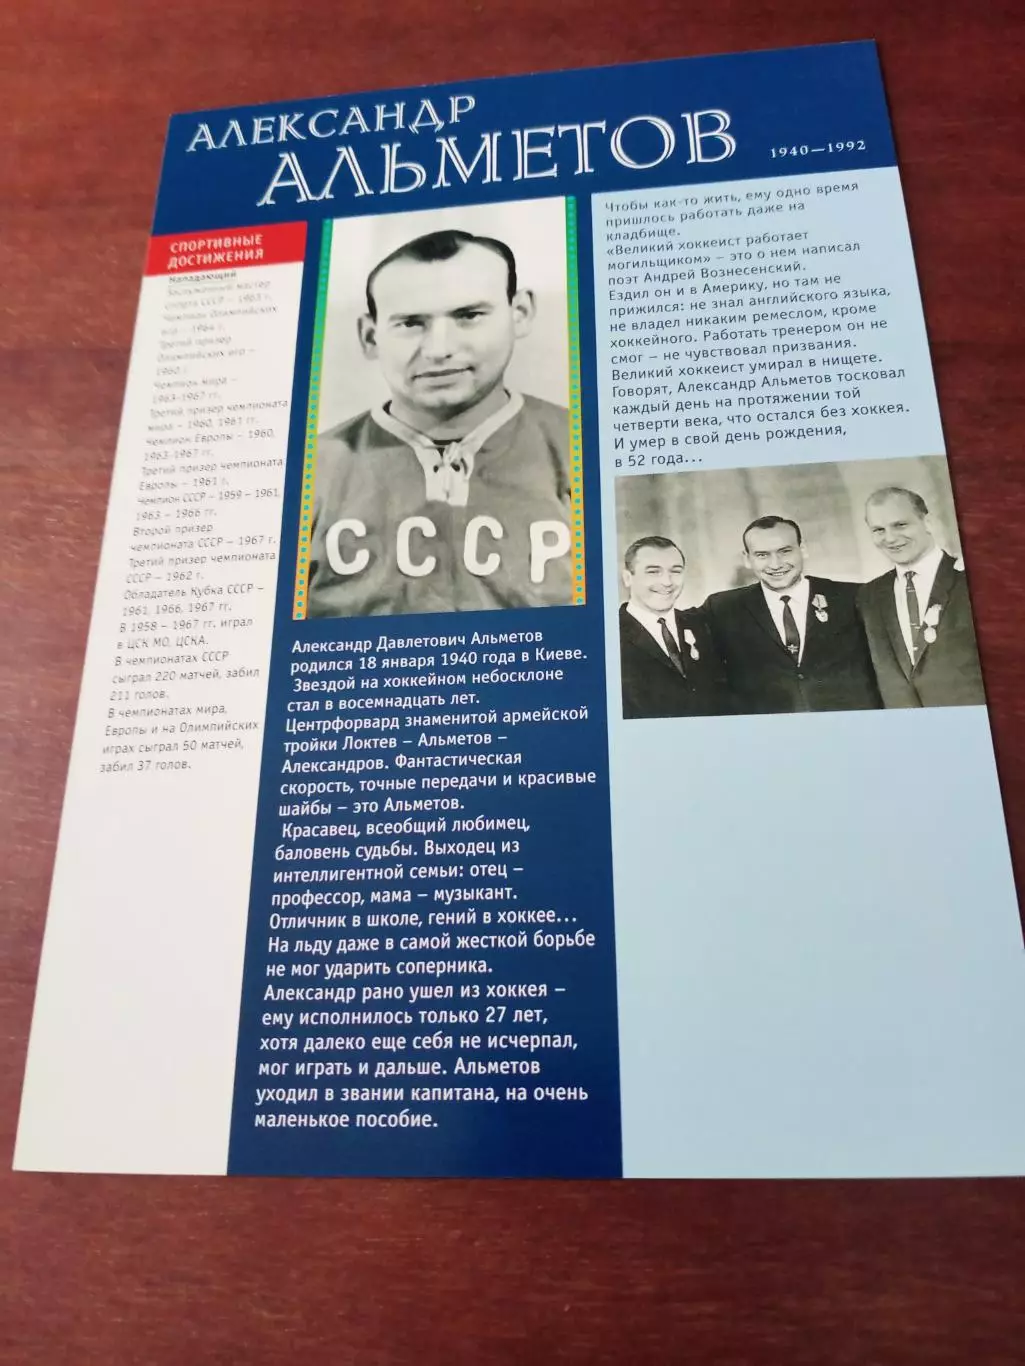 АЛЕКСАНДР
АЛЬМЕТОВ
1940—1992
СПОРТИВНЫЕ
ДОСТИЖЕНИЯ
Нападающий
Заслуженный мастер
спорта СССР – 1963 г.
Чемпион Олимпийских
игр – 1964 г.
Третий призер
Олимпийских игр –
1960 г.
Чемпион мира –
1963-1967 гг.
Третий призер чемпионата
мира – 1960, 1961 гг.
Чемпион Европы – 1960,
1963-1967 гг.
Третий призер чемпионата
Европы – 1961 г.
Чемпион СССР – 1959 – 1961,
1963 – 1966 гг.
Второй призер
чемпионата СССР – 1967 г.
Третий призер чемпионата
СССР – 1962 г.
Обладатель Кубка СССР –
1961, 1966, 1967 гг.
В 1958 – 1967 гг. играл
в ЦСК МО, ЦСКА.
В чемпионатах СССР
сыграл 220 матчей, забил
211 голов.
В чемпионатах мира,
Европы и на Олимпийских
играх сыграл 50 матчей,
забил 37 голов.
СССР
Александр Давлетович Альметов
родился 18 января 1940 года в Киеве.
Звездой на хоккейном небосклоне
стал в восемнадцать лет.
Центрфорвард знаменитой армейской
тройки Локтев – Альметов –
Александров. Фантастическая
скорость, точные передачи и красивые
шайбы – это Альметов.
Красавец, всеобщий любимец,
баловень судьбы. Выходец из
интеллигентной семьи: отец –
профессор, мама – музыкант.
Отличник в школе, гений в хоккее...
На льду даже в самой жесткой борьбе
не мог ударить соперника.
Александр рано ушел из хоккея –
ему исполнилось только 27 лет,
хотя далеко еще себя не исчерпал,
мог играть и дальше. Альметов
уходил в звании капитана, на очень
маленькое пособие.
Чтобы как-то жить, ему одно время
пришлось работать даже на
кладбище.
«Великий хоккеист работает
могильщиком» – это о нем написал
поэт Андрей Вознесенский.
Ездил он и в Америку, но там не
прижился: не знал английского языка,
не владел никаким ремеслом, кроме
хоккейного. Работать тренером он не
смог – не чувствовал призвания.
Великий хоккеист умирал в нищете.
Говорят, Александр Альметов тосковал
каждый день на протяжении той
четверти века, что остался без хоккея.
И умер в свой день рождения,
в 52 года...